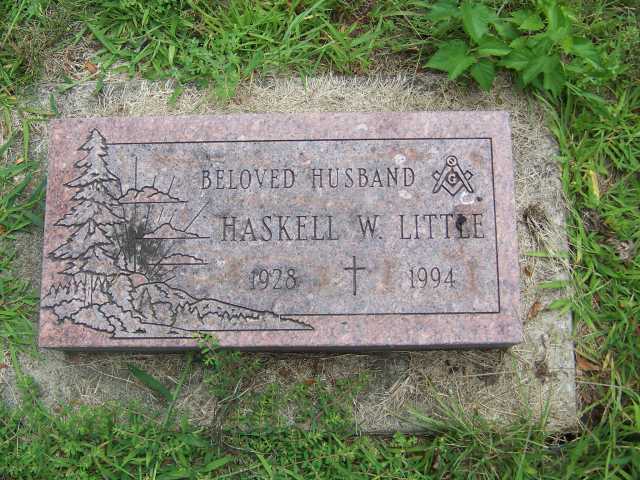 BELOVED HUSBAND
G
HASKELL W. LITTLE
1928 1994